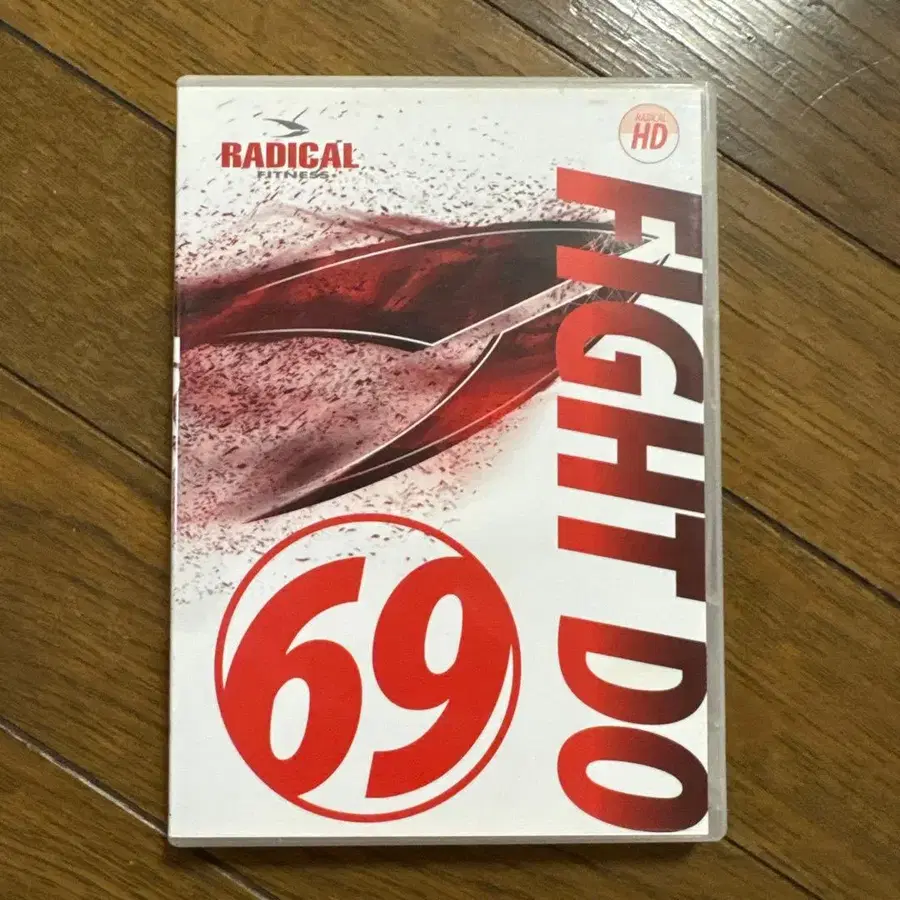 RADICAL
FITNESS
RADICAL
HD
FIGHT DO
69